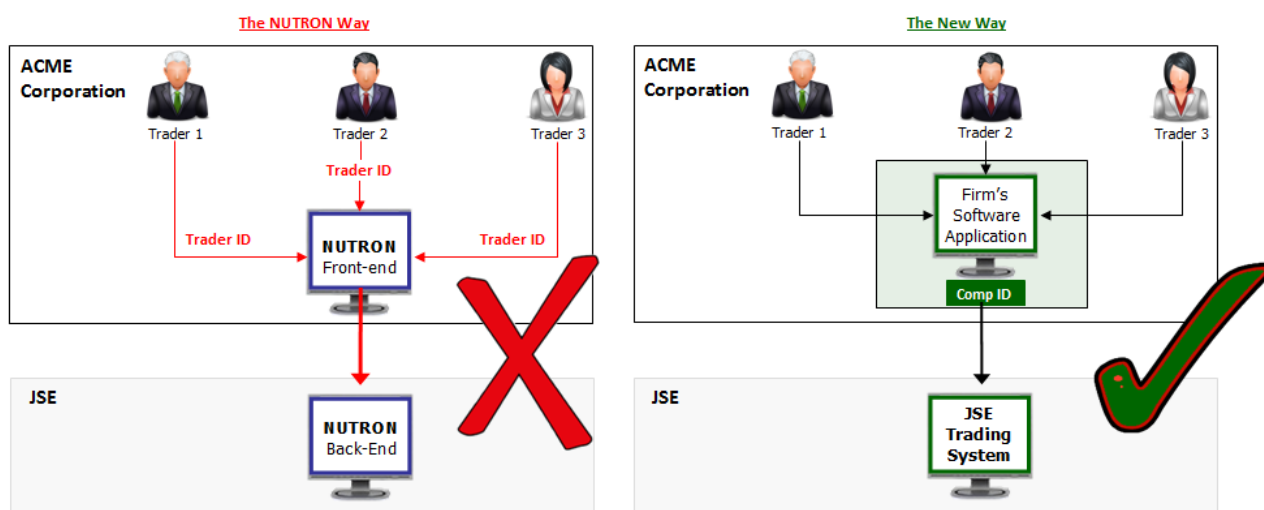 The NUTRON Way
ACME
Corporation
Trader 1
Trader 2
Trader 3
Trader ID
Trader ID
Trader ID
NUTRON
Front-end
JSE
NUTRON
Back-End
The New Way
ACME
Corporation
Trader 1
Trader 2
Trader 3
Firm's
Software
Application
Comp ID
JSE
JSE
Trading
System